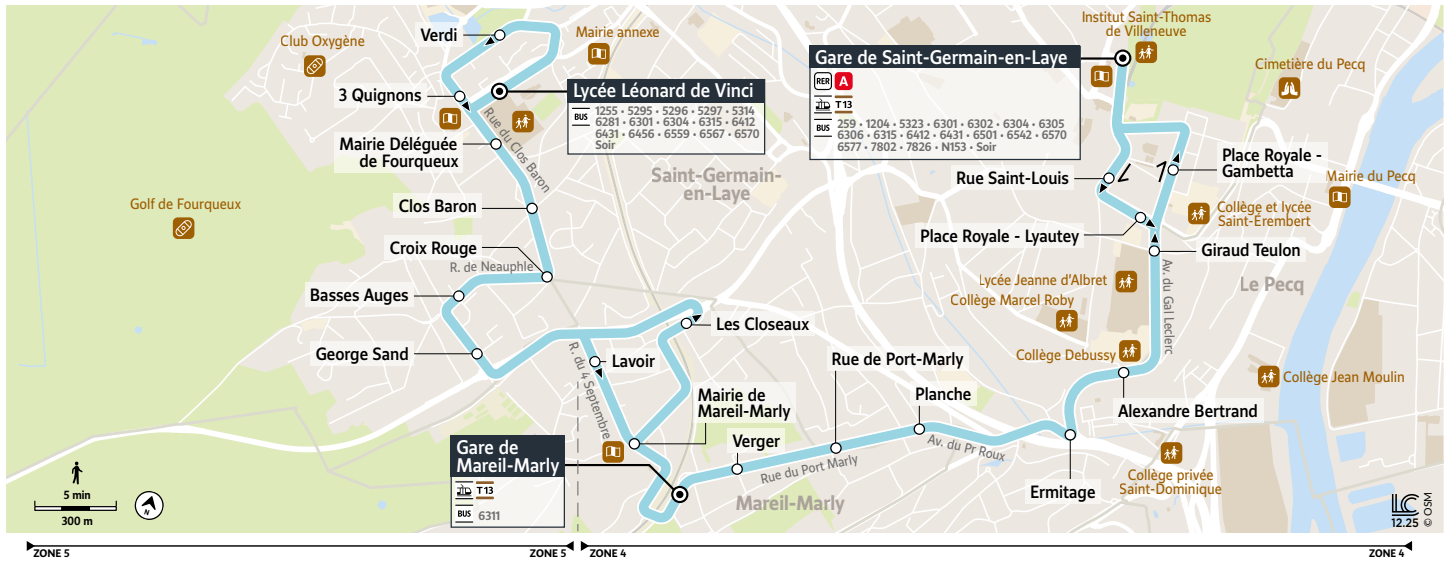 Verdi
Club Oxygène
Mairie annexe
3 Quignons
Lycée Léonard de Vinci
BUS
1255 • 5295 • 5296 • 5297 • 5314
6281 • 6301 • 6304 • 6315 • 6412
6431 • 6456 • 6559 • 6567 • 6570
Soir
Rue du Clos Baron
Mairie Déléguée
de Fourqueux
Golf de Fourqueux
Clos Baron
Croix Rouge
R. de Neauphle
Basses Auges
George Sand
Saint-Germain-
en-Laye
Institut Saint-Thomas
de Villeneuve
Gare de Saint-Germain-en-Laye
RER A
T13
BUS
259 • 1204 • 5323 • 6301 • 6302 • 6304 • 6305
6306 • 6315 • 6412 • 6431 • 6501 • 6542 • 6570
6577 • 7802 • 7826 • N153 • Soir
Cimetière du Pecq
Rue Saint-Louis
Place Royale -
Gambetta
Mairie du Pecq
Collège et lycée
Saint-Érembert
Place Royale - Lyautey
Giraud Teulon
Lycée Jeanne d'Albret
Collège Marcel Roby
Le Pecq
Av. du Gal Leclerc
Collège Debussy
Collège Jean Moulin
Les Closeaux
Lavoir
R. du 4 Septembre
Rue de Port-Marly
Mairie de
Mareil-Marly
Planche
Alexandre Bertrand
Verger
Gare de
Mareil-Marly
T13
BUS
6311
Rue du Port Marly
Av. du Pr Roux
Mareil-Marly
Ermitage
Collège privée
Saint-Dominique
5 min
300 m
N
LC
12.25
© OSM
ZONE 5
ZONE 5
ZONE 4
ZONE 4